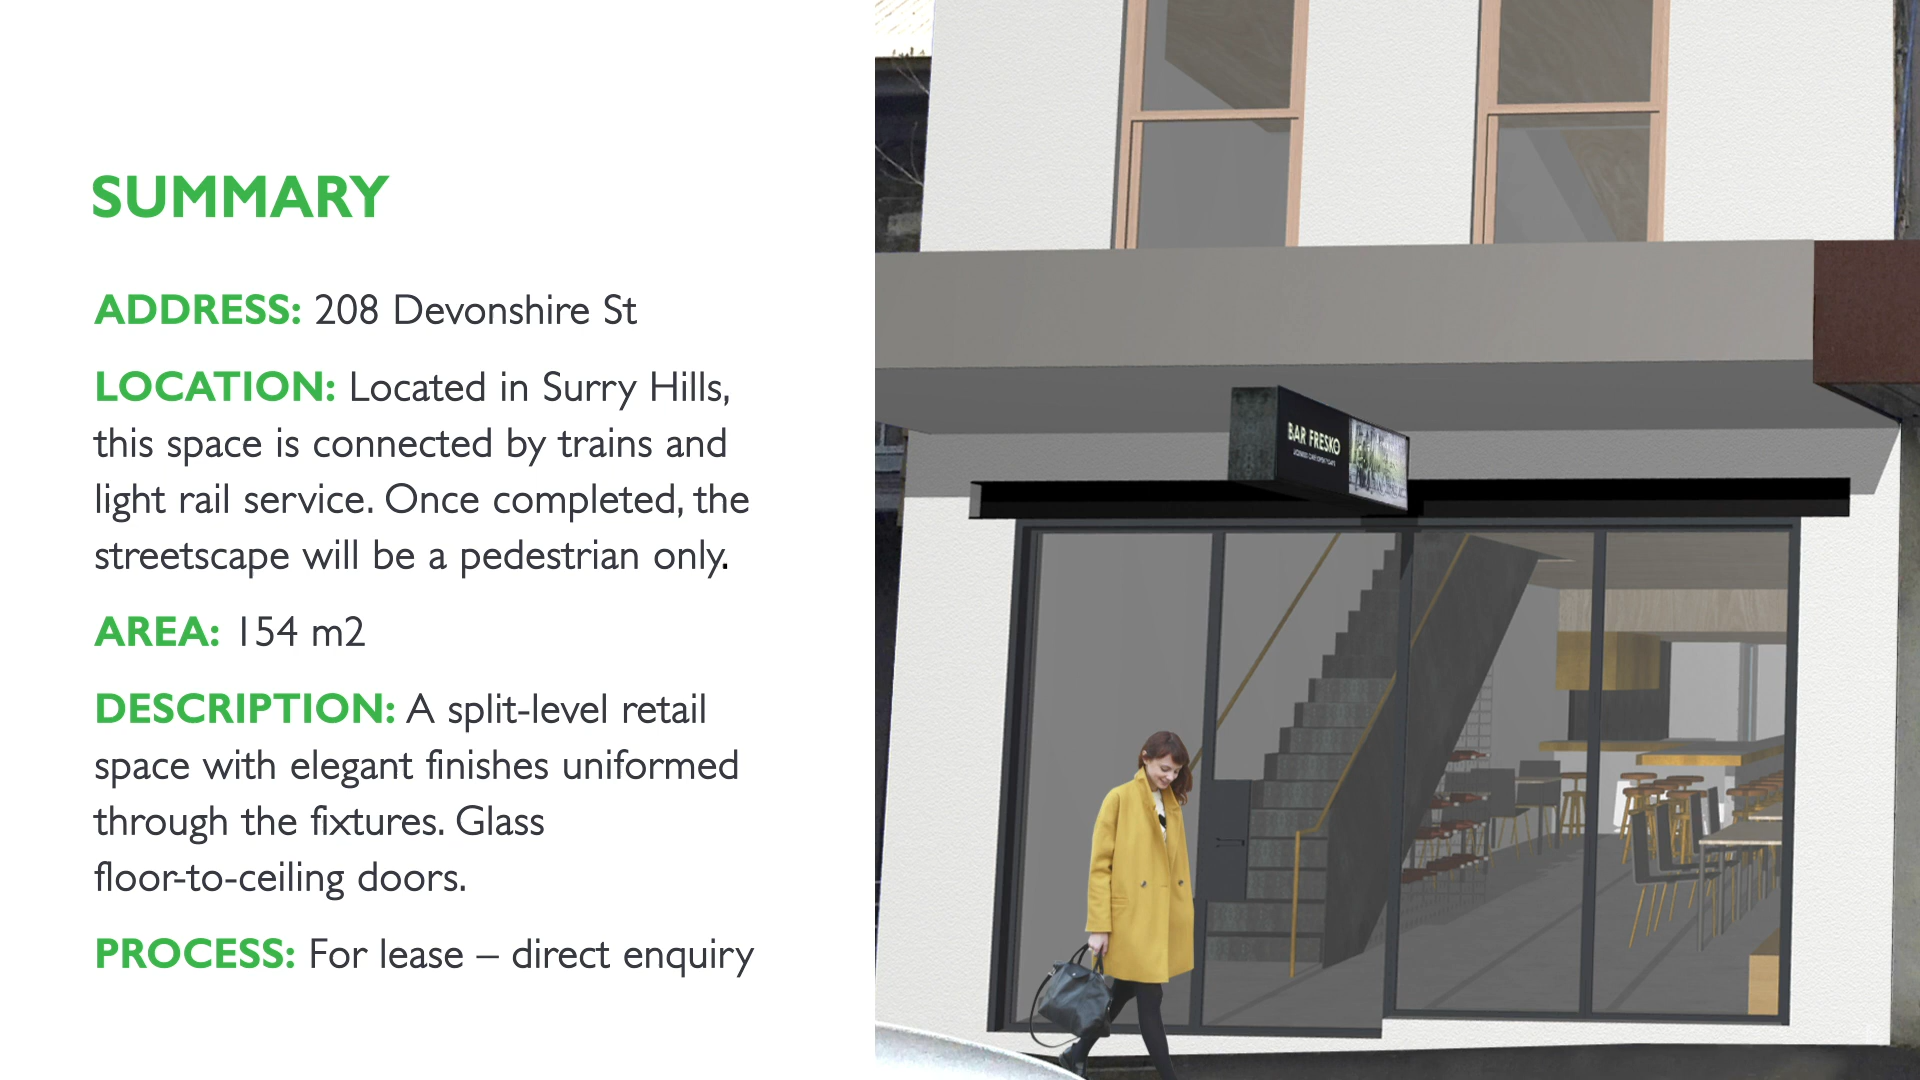 SUMMARY
ADDRESS: 208 Devonshire St
LOCATION: Located in Surry Hills,
this space is connected by trains and
light rail service. Once completed, the
streetscape will be a pedestrian only.
AREA: 154 m2
DESCRIPTION: A split-level retail
space with elegant finishes uniformed
through the fixtures. Glass
floor-to-ceiling doors.
PROCESS: For lease – direct enquiry
BAR FRESKO